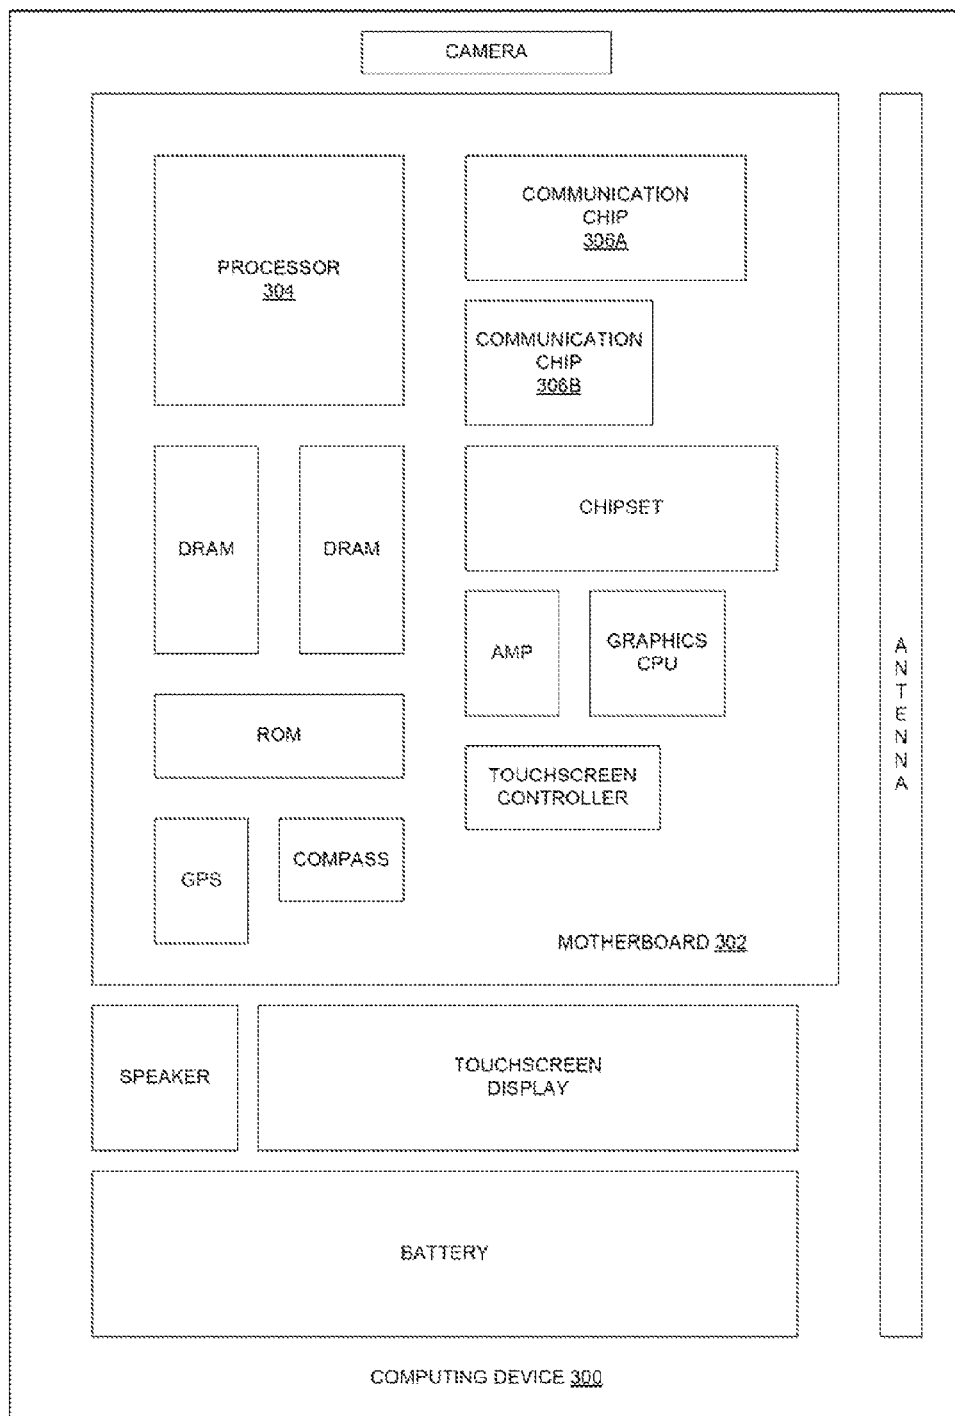 CAMERA
COMMUNICATION
CHIP
306A
PROCESSOR
304
COMMUNICATION
CHIP
306B
DRAM
DRAM
CHIPSET
AMP
GRAPHICS
CPU
ROM
TOUCHSCREEN
CONTROLLER
GPS
COMPASS
MOTHERBOARD 302
A
N
T
E
N
N
A
SPEAKER
TOUCHSCREEN
DISPLAY
BATTERY
COMPUTING DEVICE 300